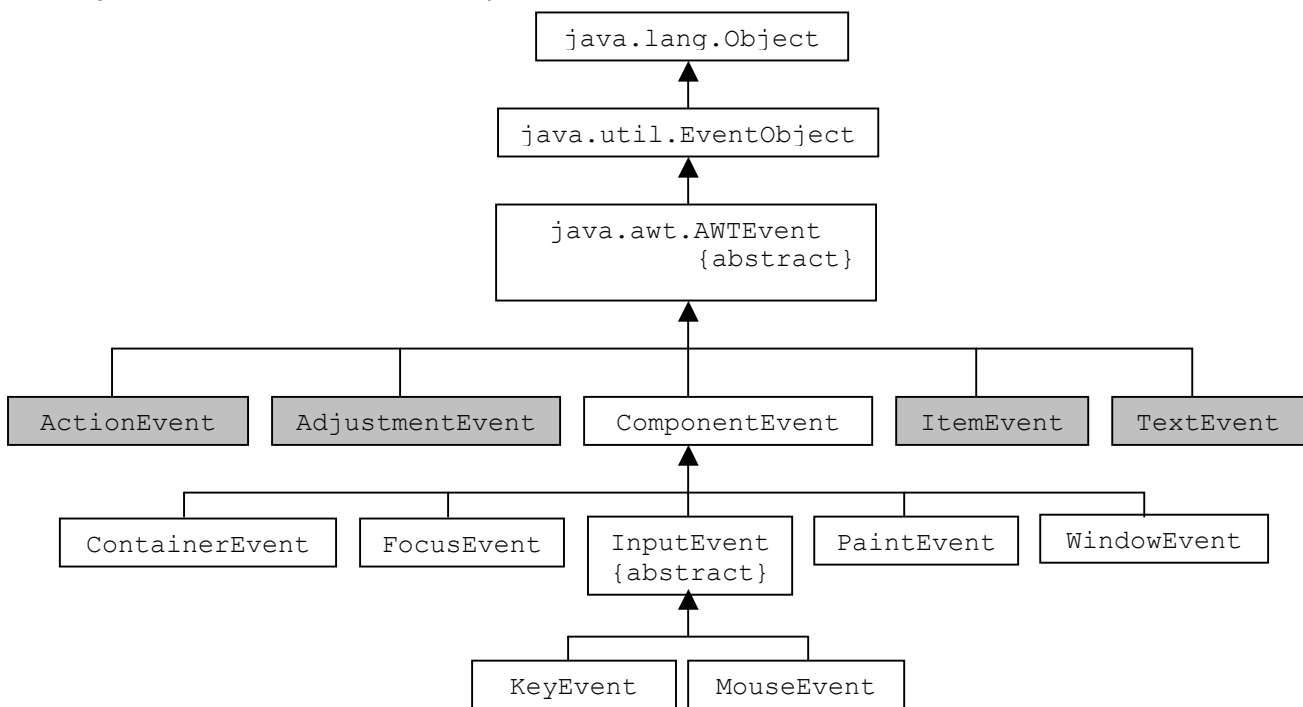 java.lang.Object
java.util.EventObject
java.awt.AWTEvent
{abstract}
ActionEvent AdjustmentEvent ComponentEvent ItemEvent TextEvent
ContainerEvent FocusEvent InputEvent PaintEvent WindowEvent
{abstract}
KeyEvent MouseEvent